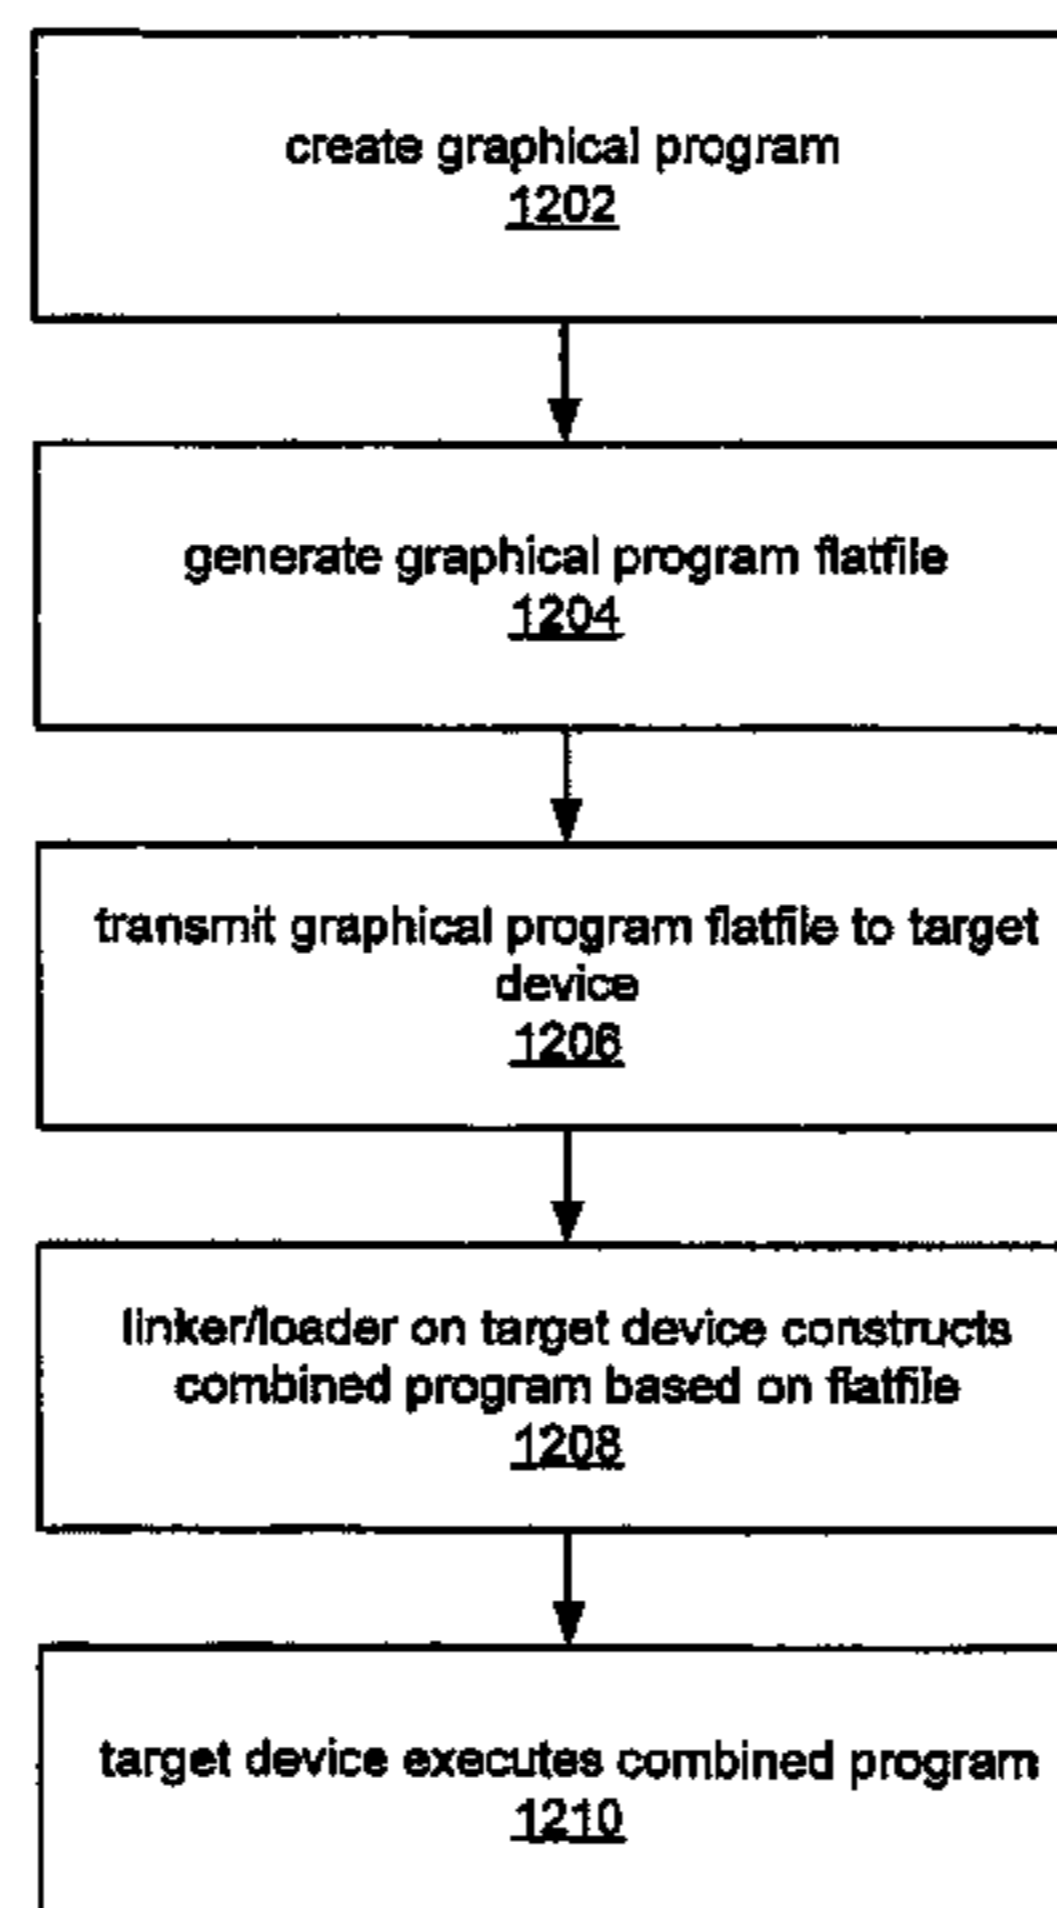 create graphical program
1202
generate graphical program flatfile
1204
transmit graphical program flatfile to target
device
1206
linker/loader on target device constructs
combined program based on flatfile
1208
target device executes combined program
1210